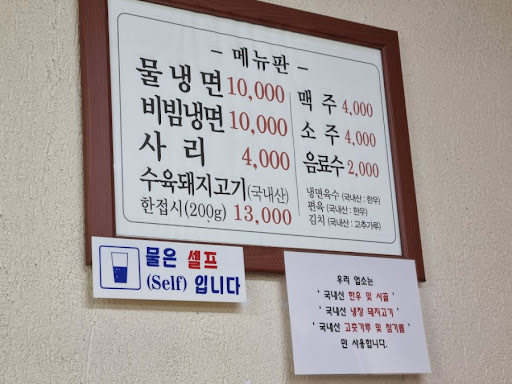 - 메뉴판 -
물냉면 10,000
비빔냉면 10,000
사리 4,000
수육돼지고기(국내산)
한접시(200g) 13,000
맥주 4,000
소주 4,000
음료수 2,000
냉면육수 (국내산 : 한우)
편육 (국내산 : 한우)
김치 (국내산 : 고춧가루)
물은 셀프
(Self) 입니다
우리 업소는
' 국내산 한우 및 사골 '
' 국내산 냉장 돼지고기 '
' 국내산 고춧가루 및 참기름 '
만 사용합니다.